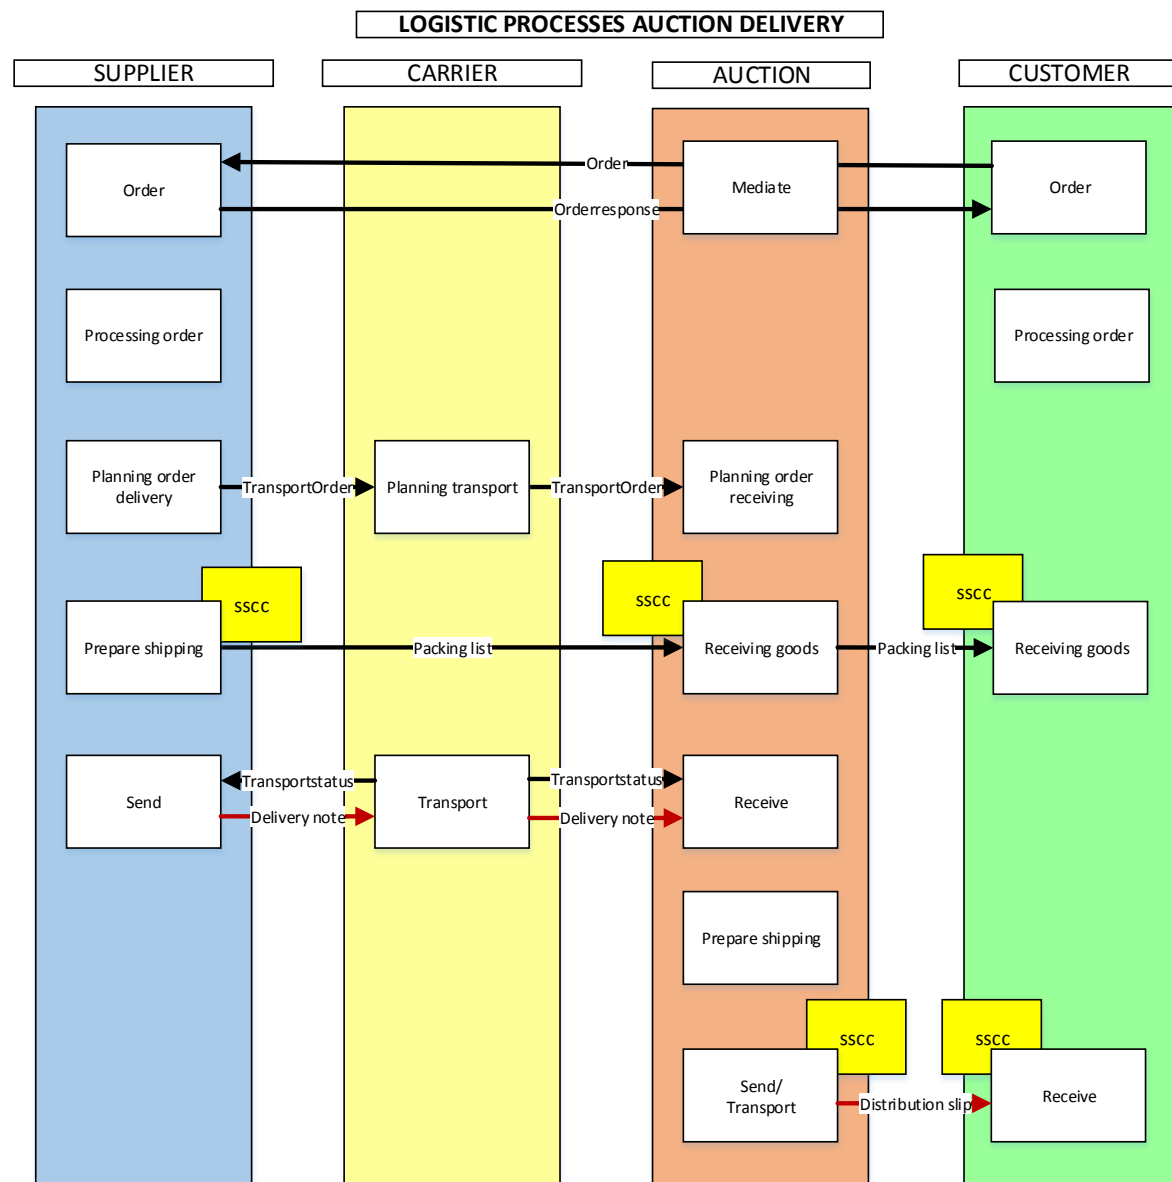 LOGISTIC PROCESSES AUCTION DELIVERY
SUPPLIER
CARRIER
AUCTION
CUSTOMER
Order
Order
Mediate
Order
Orderresponse
Processing order
Processing order
Planning order
delivery
TransportOrder
Planning transport
TransportOrder
Planning order
receiving
sscc
sscc
sscc
Prepare shipping
Packing list
Receiving goods
Packing list
Receiving goods
Send
Transportstatus
Delivery note
Transport
Transportstatus
Delivery note
Receive
Prepare shipping
sscc
sscc
Send/
Transport
Distribution slip
Receive